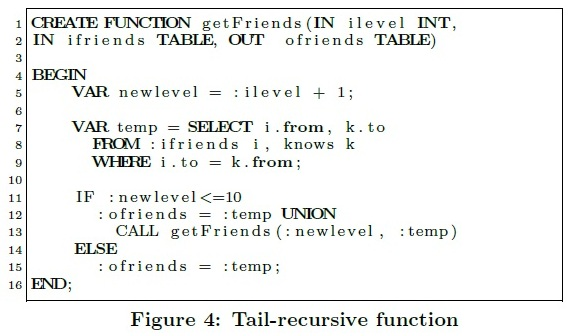 1 CREATE FUNCTION getFriends(IN ilevel INT,
2 IN ifriends TABLE, OUT ofriends TABLE)
3
4 BEGIN
5 VAR newlevel = :ilevel + 1;
6
7 VAR temp = SELECT i.from, k.to
8 FROM :ifriends i, knows k
9 WHERE i.to = k.from;
10
11 IF :newlevel<=10
12 :ofriends = :temp UNION
13 CALL getFriends(:newlevel, :temp)
14 ELSE
15 :ofriends = :temp;
16 END;
Figure 4: Tail-recursive function